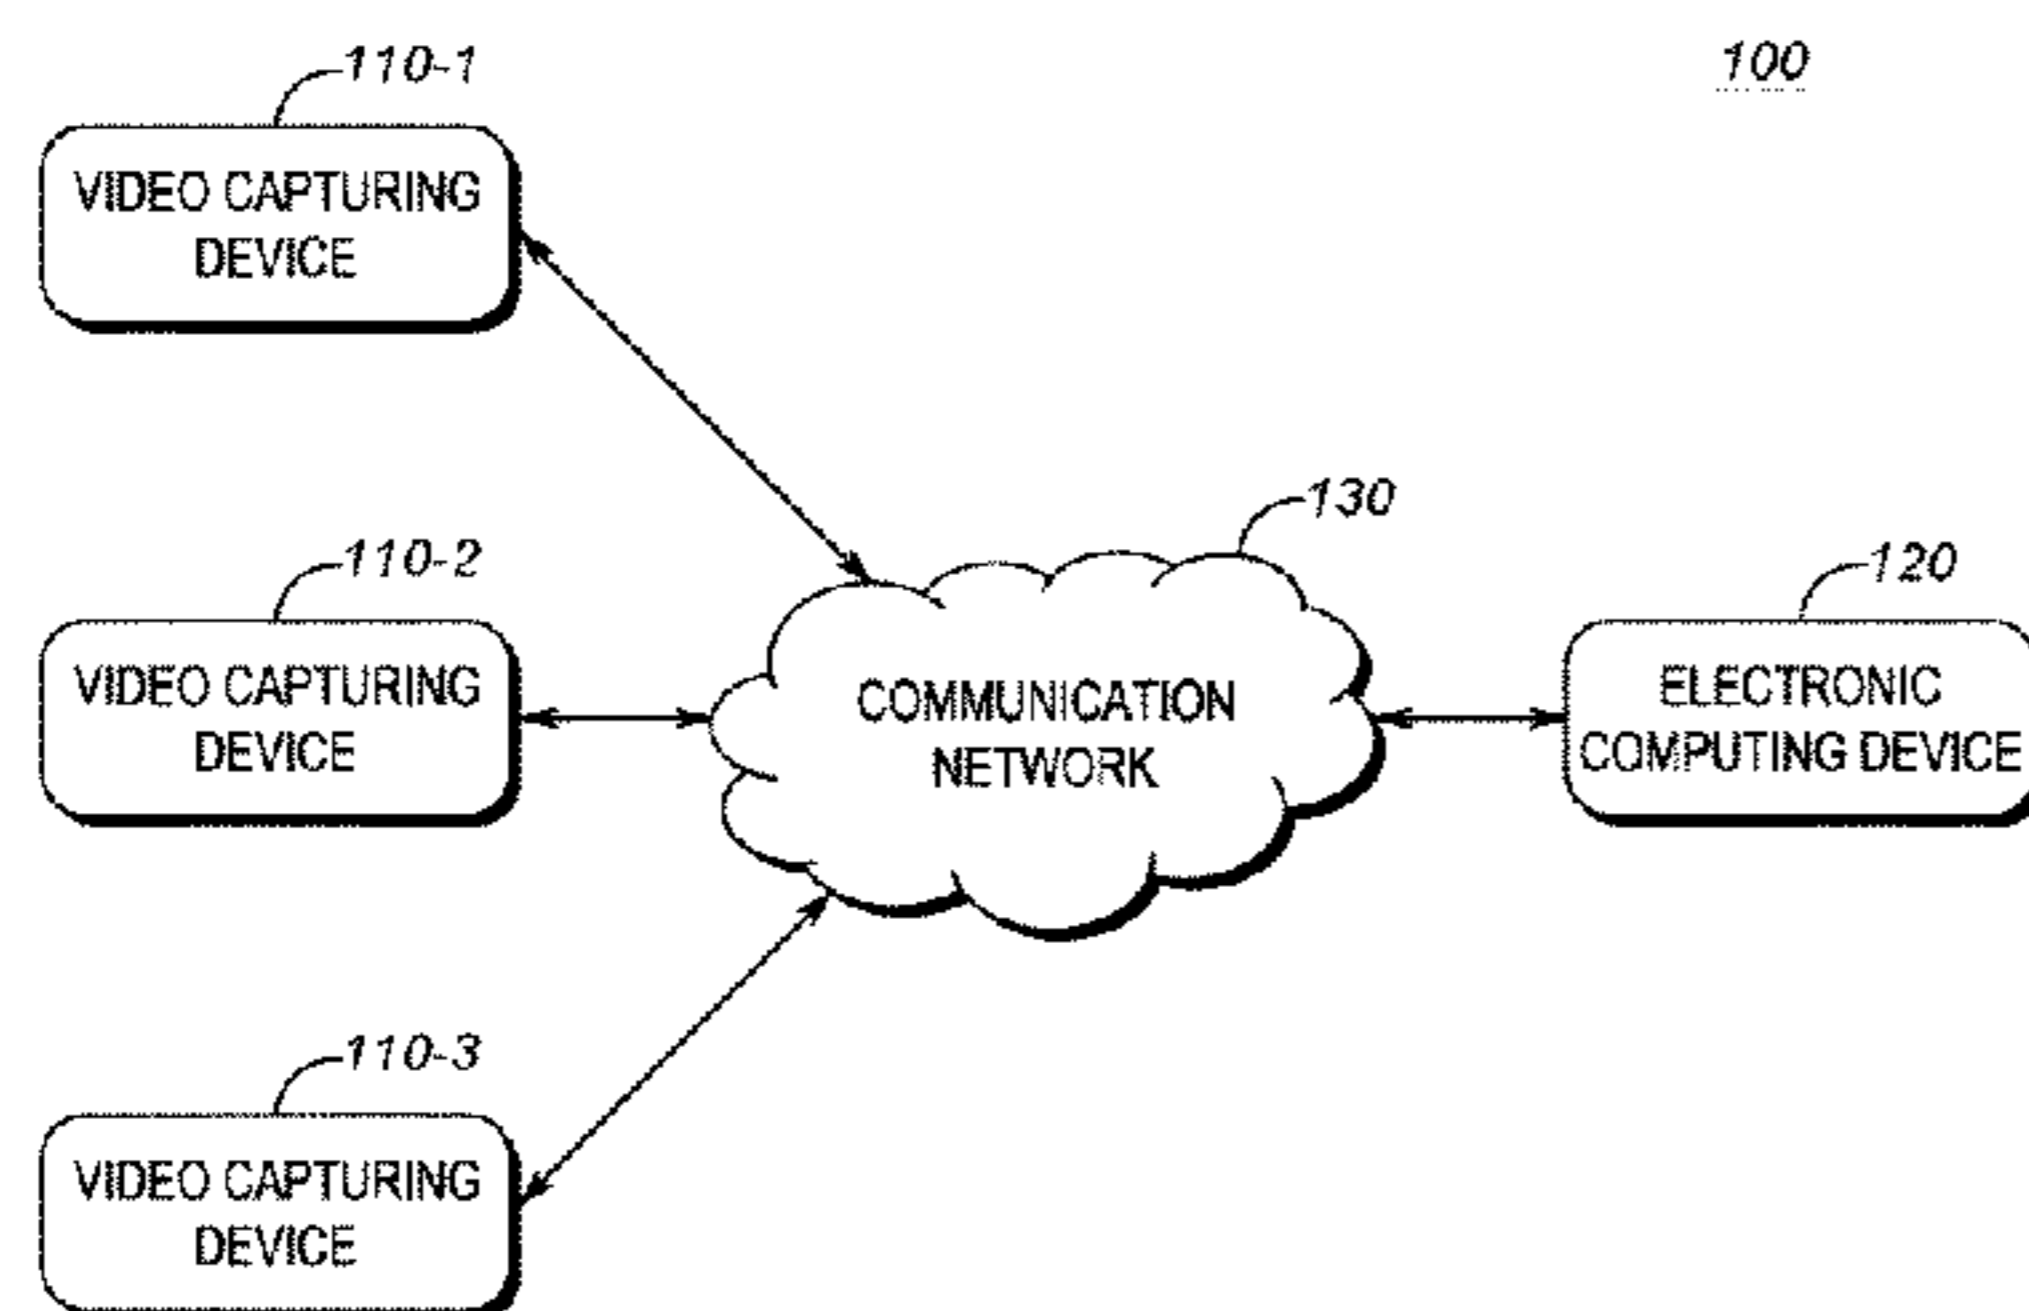 100
110-1
VIDEO CAPTURING
DEVICE
110-2
VIDEO CAPTURING
DEVICE
130
COMMUNICATION
NETWORK
120
ELECTRONIC
COMPUTING DEVICE
110-3
VIDEO CAPTURING
DEVICE